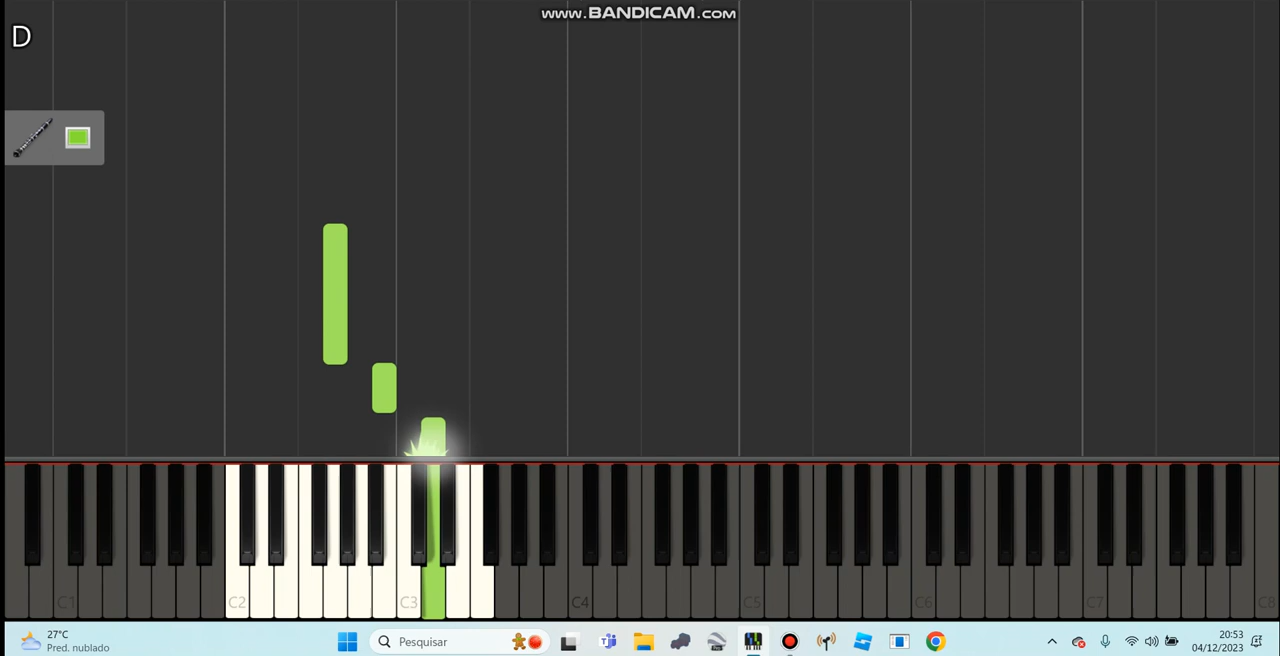 www.BANDICAM.com
D
C1
C2
C3
C4
C5
C6
C7
C8
27°C
Pred. nublado
Pesquisar
20:53
04/12/2023